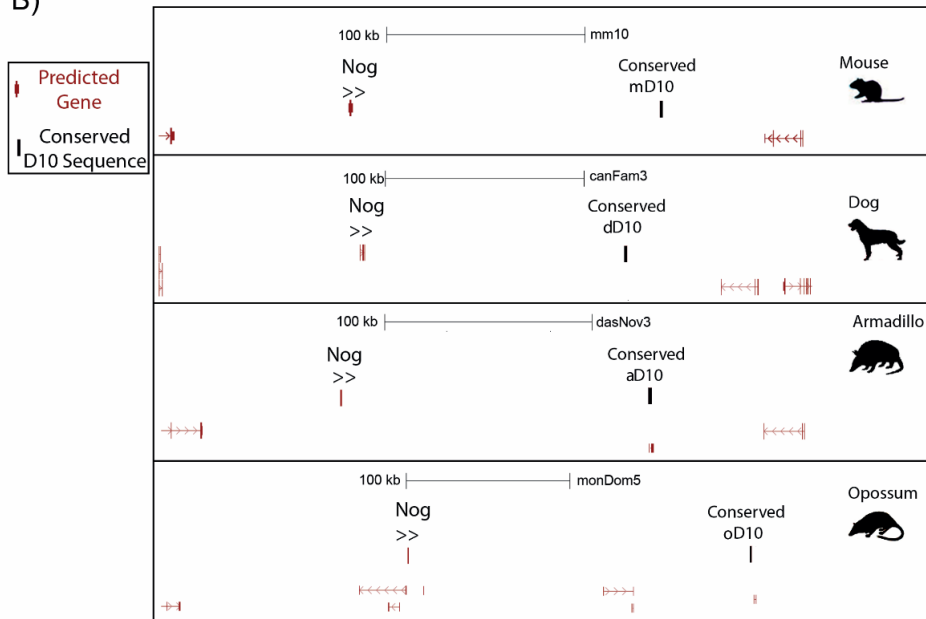 B)
Predicted
Gene
Conserved
D10 Sequence
100 kb
mm10
Nog
>>
Conserved
mD10
Mouse
100 kb
canFam3
Nog
>>
Conserved
dD10
Dog
100 kb
dasNov3
Nog
>>
Conserved
aD10
Armadillo
100 kb
monDom5
Nog
>>
Conserved
oD10
Opossum